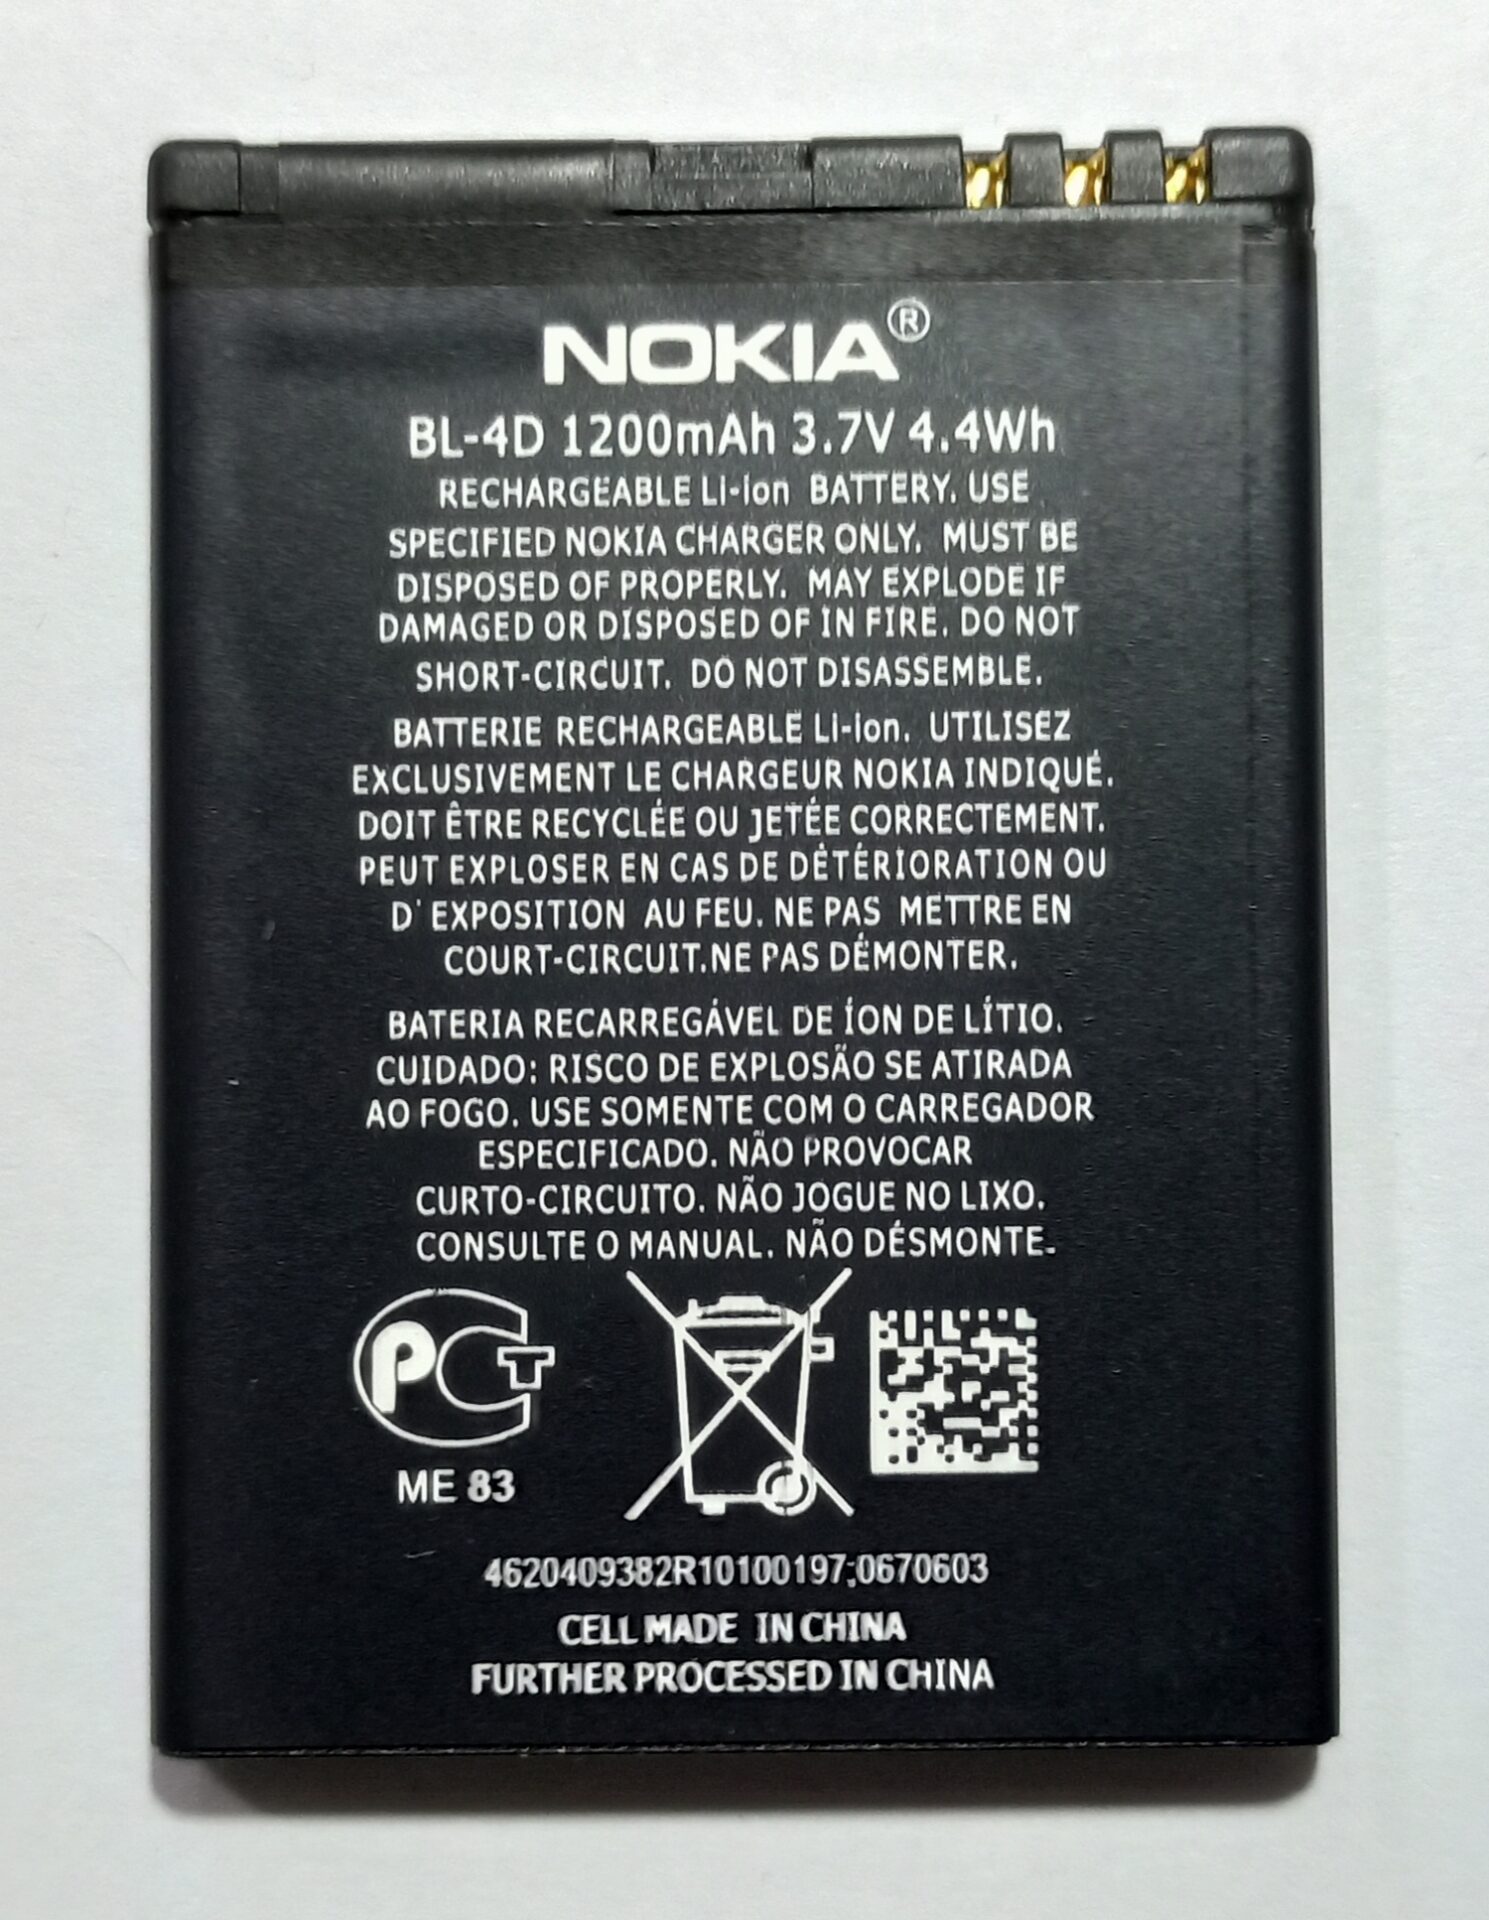 NOKIA®
BL-4D 1200mAh 3.7V 4.4Wh
RECHARGEABLE Li-Ion BATTERY. USE
SPECIFIED NOKIA CHARGER ONLY. MUST BE
DISPOSED OF PROPERLY. MAY EXPLODE IF
DAMAGED OR DISPOSED OF IN FIRE. DO NOT
SHORT-CIRCUIT. DO NOT DISASSEMBLE.
BATTERIE RECHARGEABLE Li-Ion. UTILISEZ
EXCLUSIVEMENT LE CHARGEUR NOKIA INDIQUÉ.
DOIT ÊTRE RECYCLÉE OU JETÉE CORRECTEMENT.
PEUT EXPLOSER EN CAS DE DÉTÉRIORATION OU
D'EXPOSITION AU FEU. NE PAS METTRE EN
COURT-CIRCUIT.NE PAS DÉMONTER.
BATERIA RECARREGÁVEL DE ÍON DE LÍTIO.
CUIDADO: RISCO DE EXPLOSÃO SE ATIRADA
AO FOGO. USE SOMENTE COM O CARREGADOR
ESPECIFICADO. NÃO PROVOCAR
CURTO-CIRCUITO. NÃO JOGUE NO LIXO.
CONSULTE O MANUAL. NÃO DÉSMONTE.
РСТ
ME 83
4620409382R10100197;0670603
CELL MADE IN CHINA
FURTHER PROCESSED IN CHINA